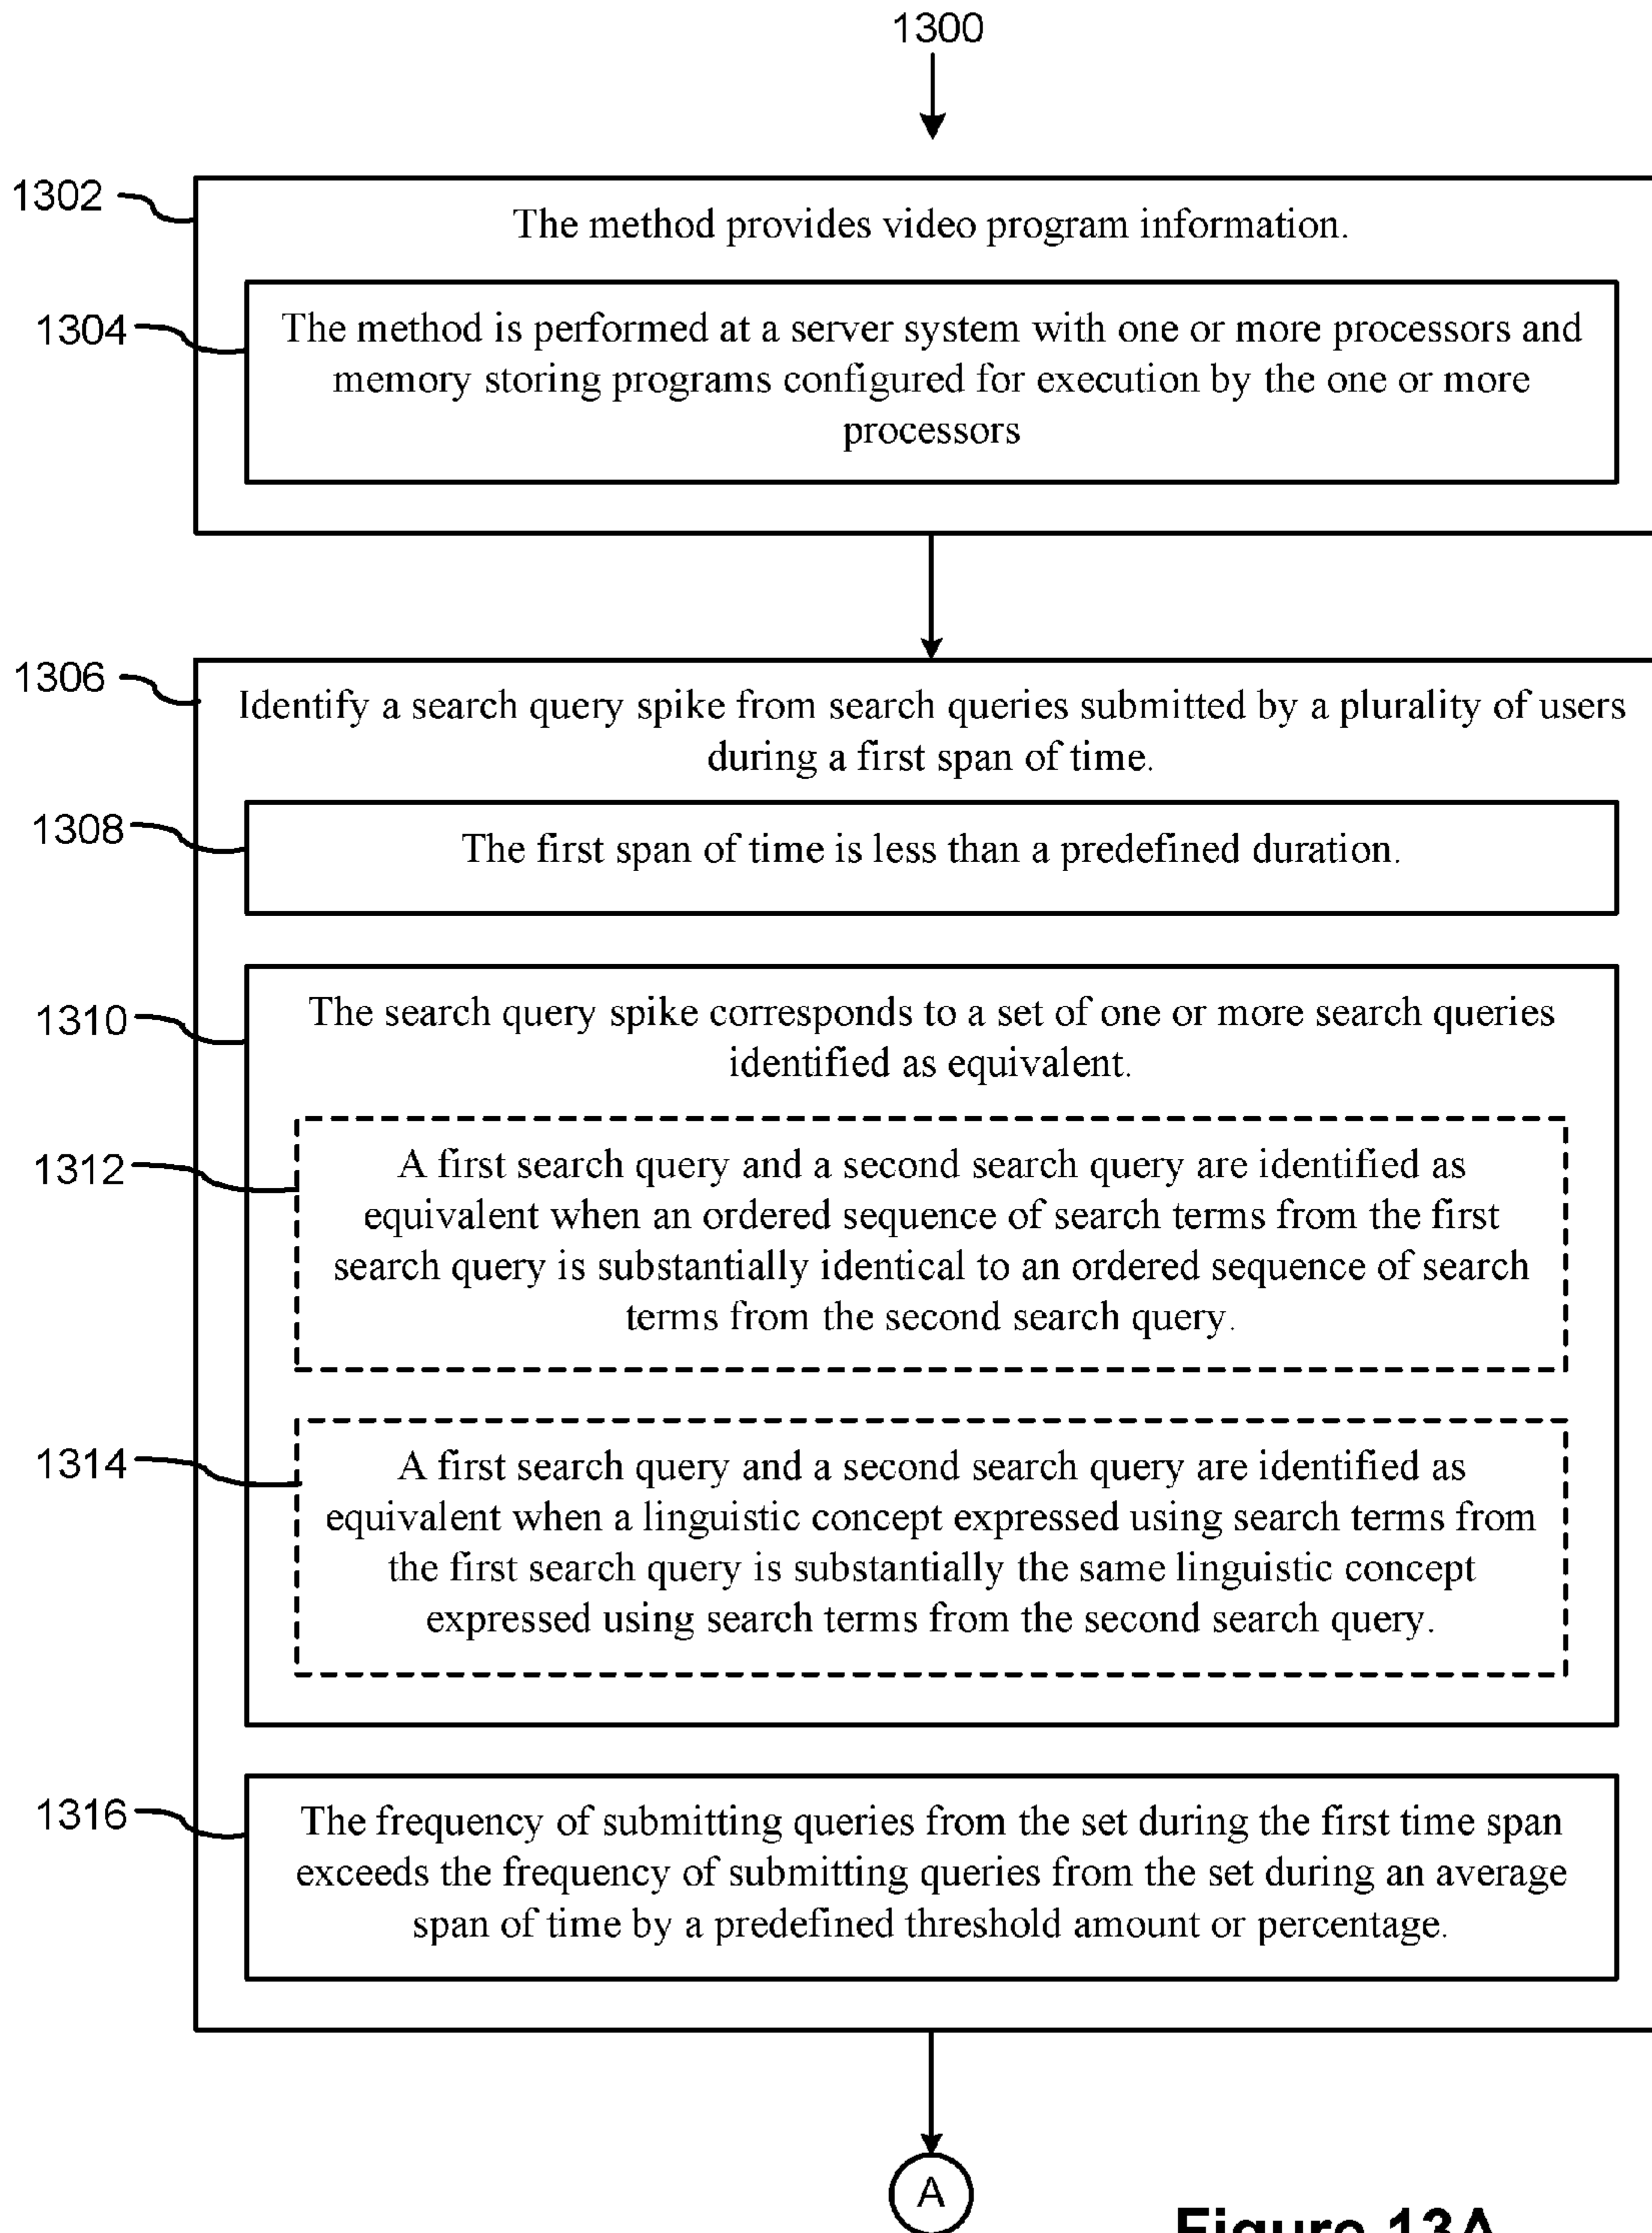 1300
1302
The method provides video program information.
1304
The method is performed at a server system with one or more processors and
memory storing programs configured for execution by the one or more
processors
1306
Identify a search query spike from search queries submitted by a plurality of users
during a first span of time.
1308
The first span of time is less than a predefined duration.
1310
The search query spike corresponds to a set of one or more search queries
identified as equivalent.
1312
A first search query and a second search query are identified as
equivalent when an ordered sequence of search terms from the first
search query is substantially identical to an ordered sequence of search
terms from the second search query.
1314
A first search query and a second search query are identified as
equivalent when a linguistic concept expressed using search terms from
the first search query is substantially the same linguistic concept
expressed using search terms from the second search query.
1316
The frequency of submitting queries from the set during the first time span
exceeds the frequency of submitting queries from the set during an average
span of time by a predefined threshold amount or percentage.
A
Figure 13A